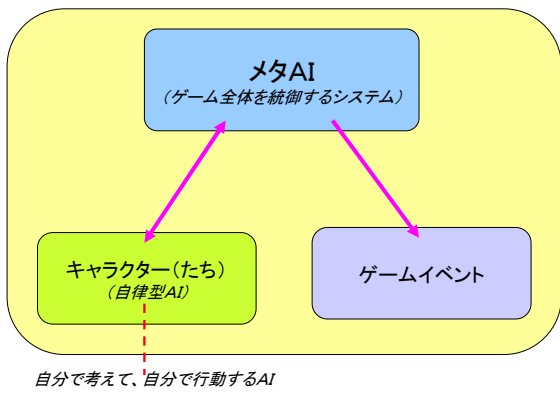 メタAI
（ゲーム全体を統御するシステム）
キャラクター（たち）
（自律型AI）
ゲームイベント
自分で考えて、自分で行動するAI